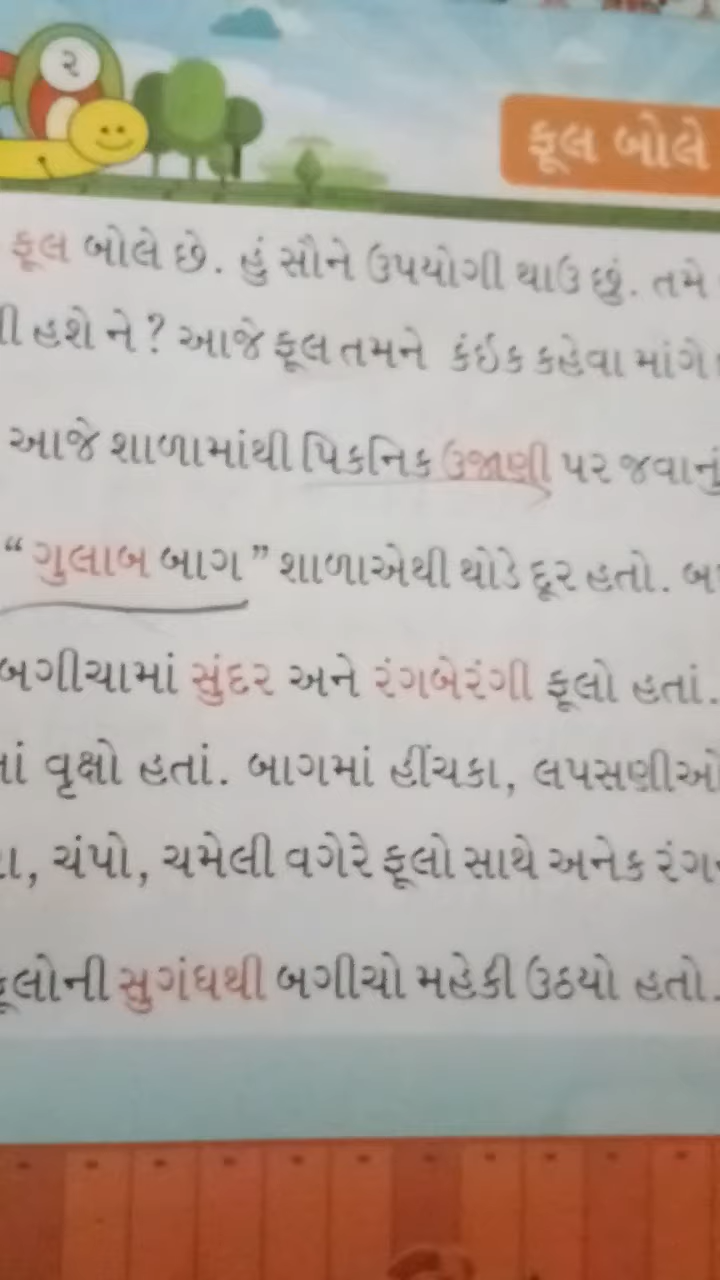 ૨
ફૂલ બોલે
ફૂલ બોલે છે. હું સૌને ઉપયોગી થાઉં છું. તમે
હશે ને? આજે ફૂલ તમને કંઈક કહેવા માંગે
આજે શાળામાંથી પિકનિક ઉજાણી પર જવાનું
“ગુલાબ બાગ” શાળાએથી થોડે દૂર હતો.
બગીચામાં સુંદર અને રંગબેરંગી ફૂલો હતાં.
વૃક્ષો હતાં. બાગમાં હીંચકા, લપસણીઓ
ચંપો, ચમેલી વગેરે ફૂલો સાથે અનેક
ફૂલોની સુગંધથી બગીચો મહેકી ઉઠયો હતો.